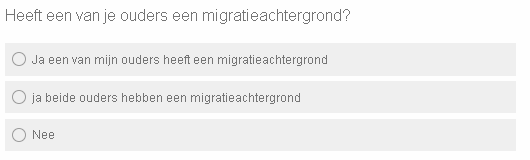 Heeft een van je ouders een migratieachtergrond?
Ja een van mijn ouders heeft een migratieachtergrond
ja beide ouders hebben een migratieachtergrond
Nee